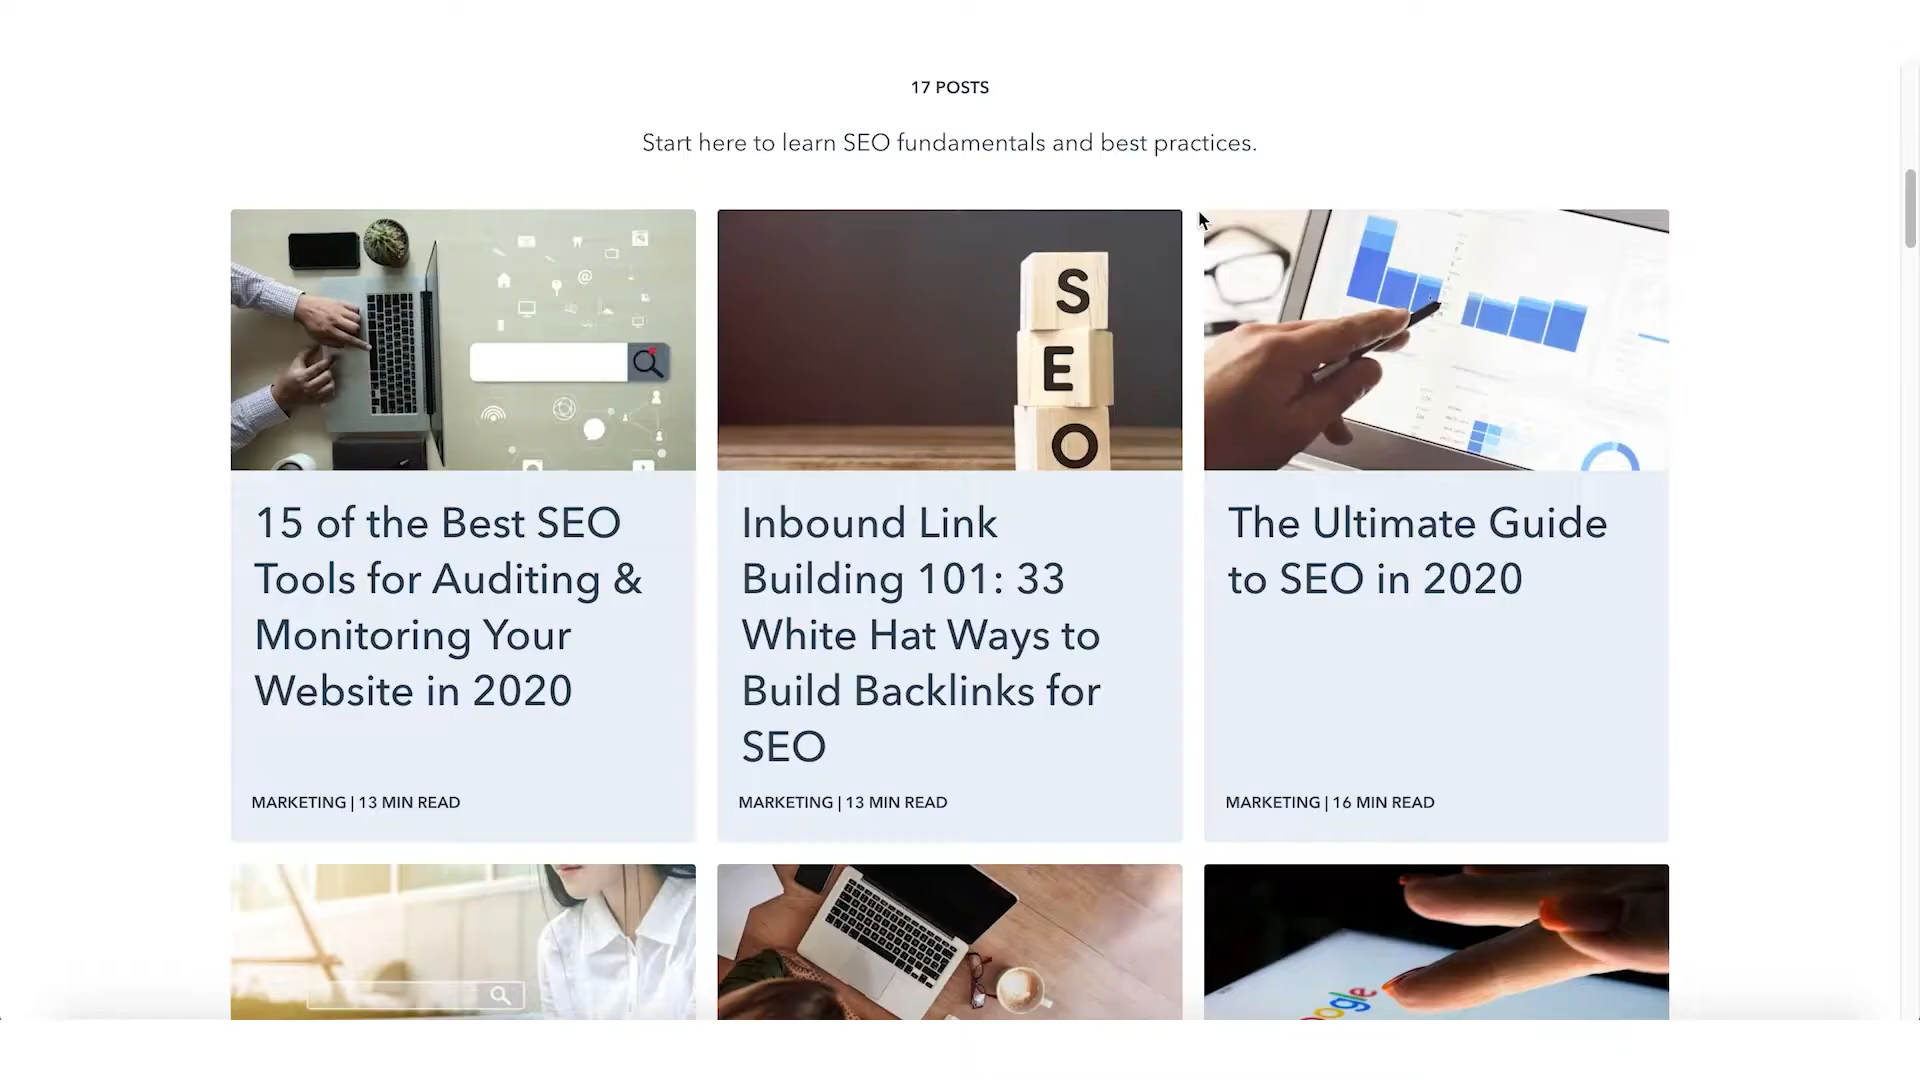 17 POSTS
Start here to learn SEO fundamentals and best practices.
S
E
O
15 of the Best SEO
Tools for Auditing &
Monitoring Your
Website in 2020
MARKETING | 13 MIN READ
Inbound Link
Building 101: 33
White Hat Ways to
Build Backlinks for
SEO
MARKETING | 13 MIN READ
The Ultimate Guide
to SEO in 2020
MARKETING | 16 MIN READ
ogle